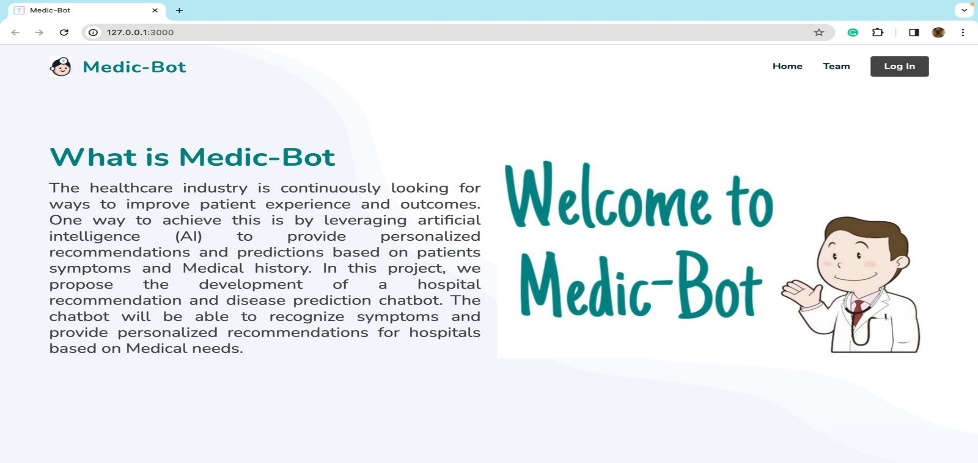 Medic-Bot
127.0.0.1:3000
Medic-Bot
Home Team Log In
What is Medic-Bot
The healthcare industry is continuously looking for
ways to improve patient experience and outcomes.
One way to achieve this is by leveraging artificial
intelligence (AI) to provide personalized
recommendations and predictions based on patients
symptoms and Medical history. In this project, we
propose the development of a hospital
recommendation and disease prediction chatbot. The
chatbot will be able to recognize symptoms and
provide personalized recommendations for hospitals
based on Medical needs.
Welcome to
Medic-Bot